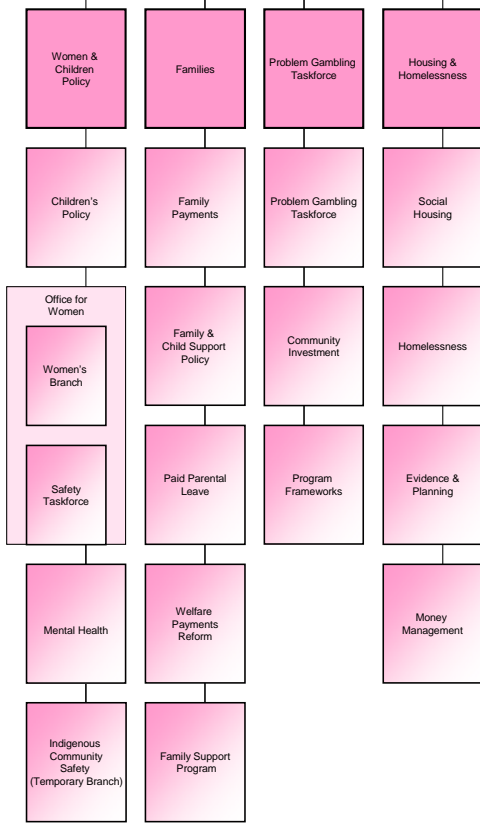 Women &
Children
Policy
Families
Problem Gambling
Taskforce
Housing &
Homelessness
Children's
Policy
Family
Payments
Problem Gambling
Taskforce
Social
Housing
Office for
Women
Women's
Branch
Family &
Child Support
Policy
Community
Investment
Homelessness
Safety
Taskforce
Paid Parental
Leave
Program
Frameworks
Evidence &
Planning
Mental Health
Welfare
Payments
Reform
Money
Management
Indigenous
Community
Safety
(Temporary Branch)
Family Support
Program